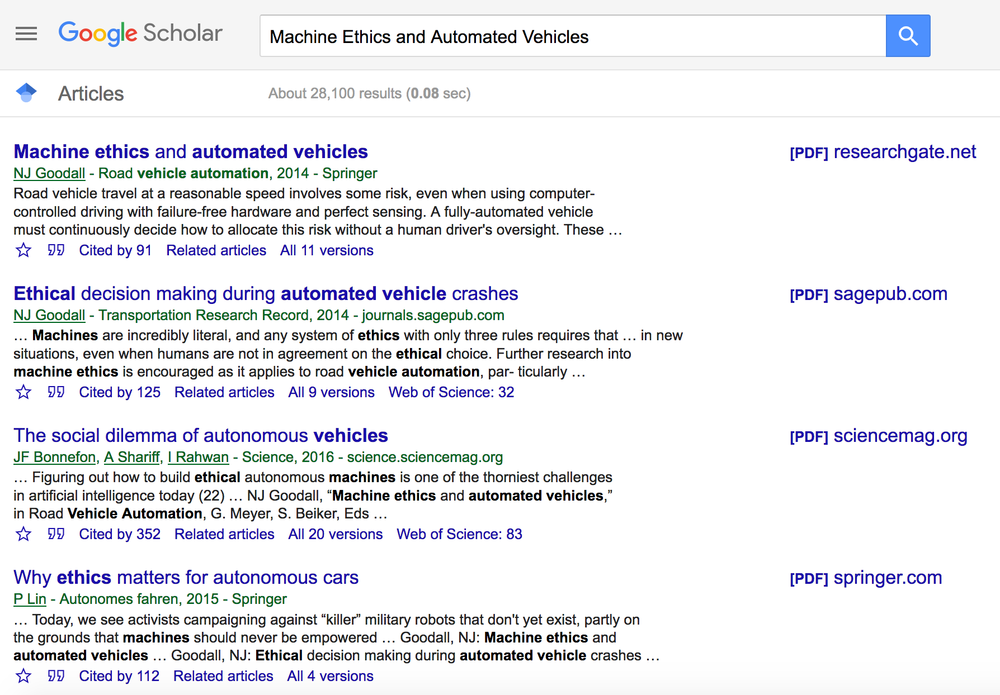 Google Scholar
Machine Ethics and Automated Vehicles
Articles
About 28,100 results (0.08 sec)
Machine ethics and automated vehicles
[PDF] researchgate.net
NJ Goodall - Road vehicle automation, 2014 - Springer
Road vehicle travel at a reasonable speed involves some risk, even when using computer-
controlled driving with failure-free hardware and perfect sensing. A fully-automated vehicle
must continuously decide how to allocate this risk without a human driver's oversight. These …
Cited by 91 Related articles All 11 versions
Ethical decision making during automated vehicle crashes
[PDF] sagepub.com
NJ Goodall - Transportation Research Record, 2014 - journals.sagepub.com
… Machines are incredibly literal, and any system of ethics with only three rules requires that … in new
situations, even when humans are not in agreement on the ethical choice. Further research into
machine ethics is encouraged as it applies to road vehicle automation, par- ticularly …
Cited by 125 Related articles All 9 versions Web of Science: 32
The social dilemma of autonomous vehicles
[PDF] sciencemag.org
JF Bonnefon, A Shariff, I Rahwan - Science, 2016 - science.sciencemag.org
… Figuring out how to build ethical autonomous machines is one of the thorniest challenges
in artificial intelligence today (22) … NJ Goodall, “Machine ethics and automated vehicles,”
in Road Vehicle Automation, G. Meyer, S. Beiker, Eds …
Cited by 352 Related articles All 20 versions Web of Science: 83
Why ethics matters for autonomous cars
[PDF] springer.com
P Lin - Autonomes fahren, 2015 - Springer
… Today, we see activists campaigning against “killer” military robots that don't yet exist, partly on
the grounds that machines should never be empowered … Goodall, NJ: Machine ethics and
automated vehicles … Goodall, NJ: Ethical decision making during automated vehicle crashes …
Cited by 112 Related articles All 4 versions